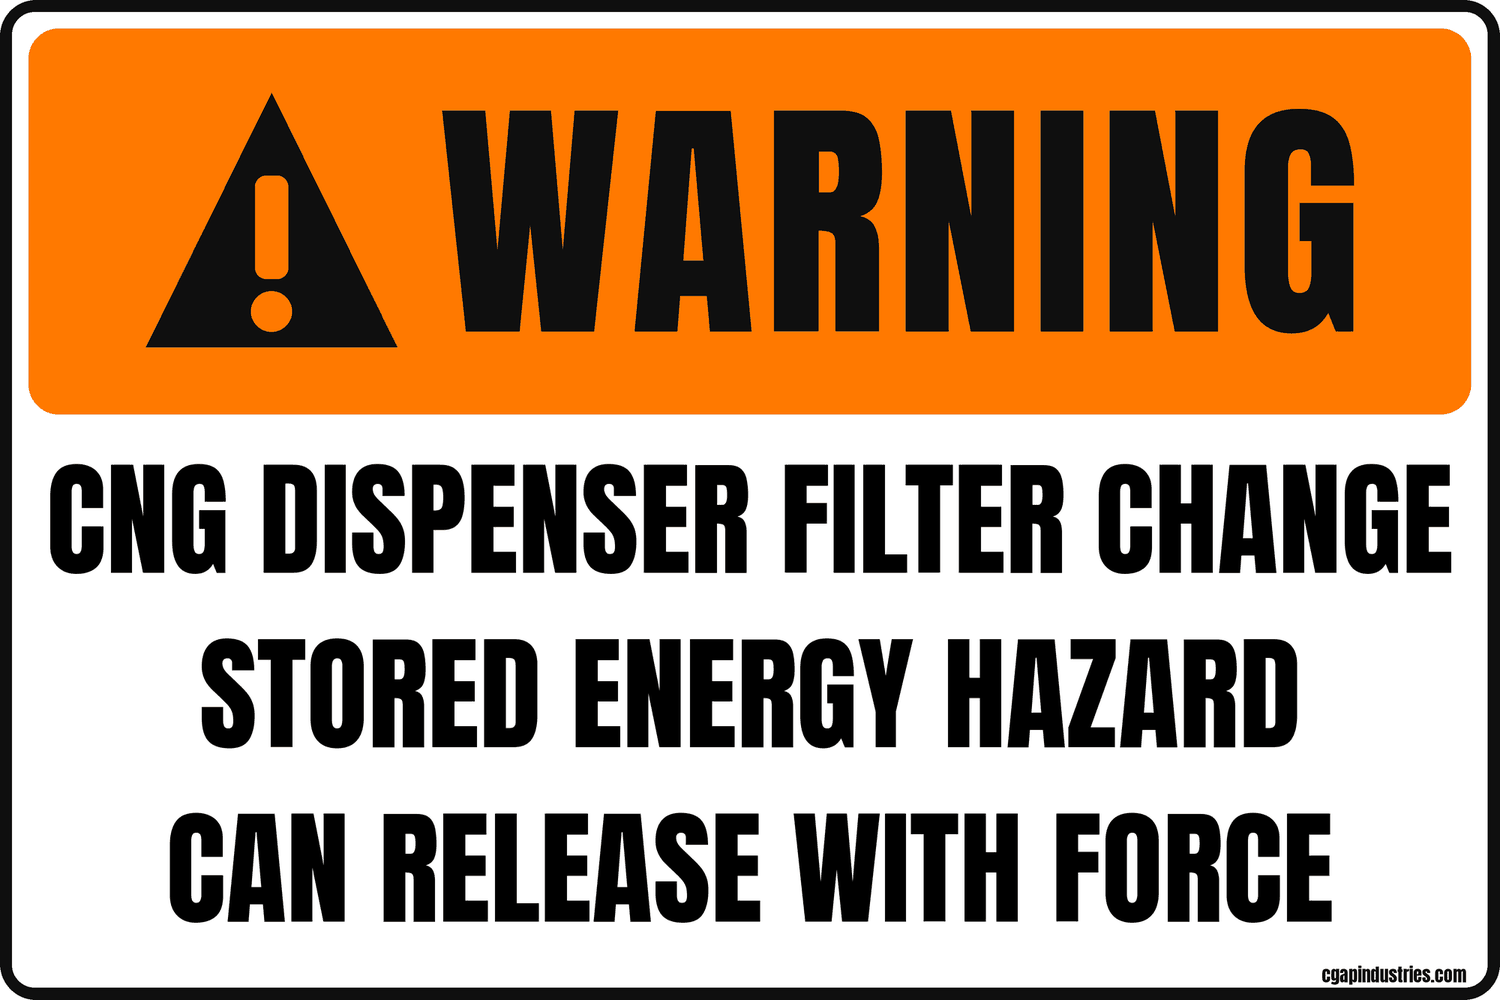 WARNING
CNG DISPENSER FILTER CHANGE
STORED ENERGY HAZARD
CAN RELEASE WITH FORCE
cgapindustries.com